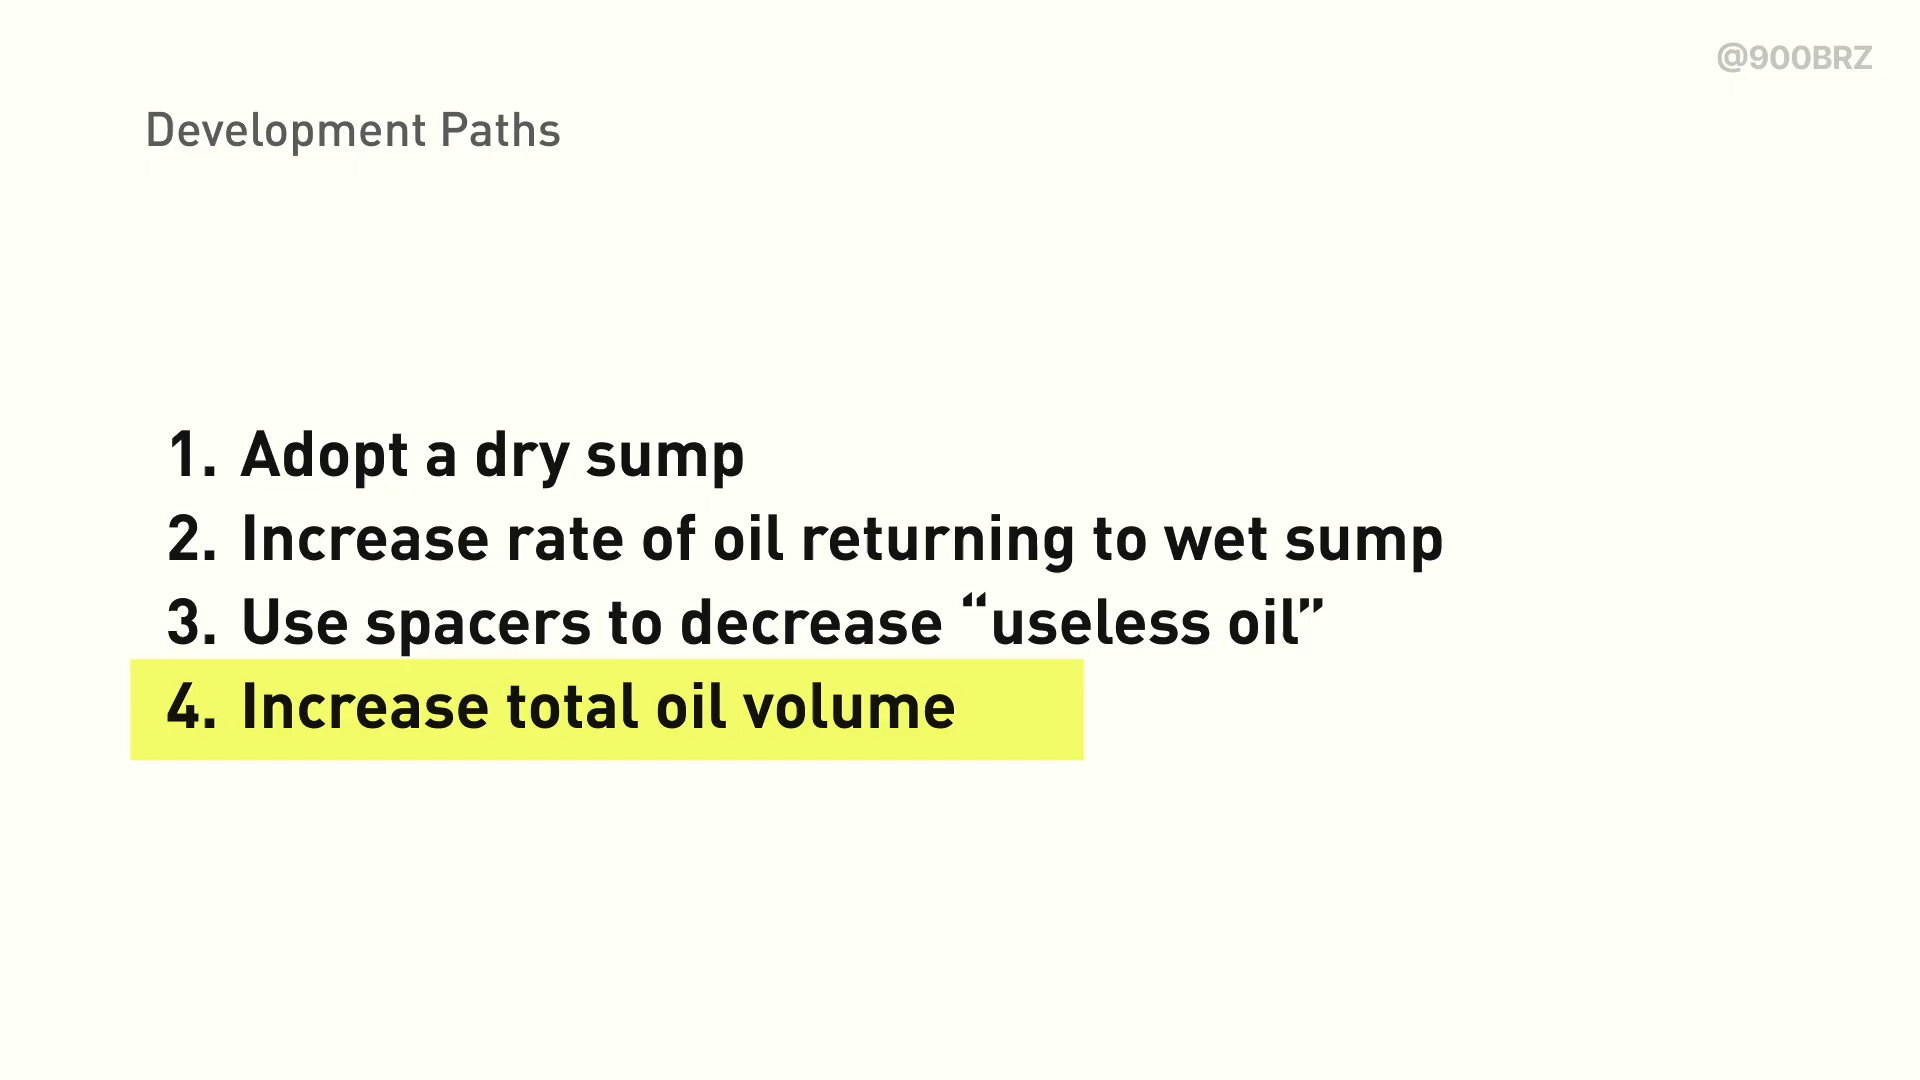 @900BRZ
Development Paths
1. Adopt a dry sump
2. Increase rate of oil returning to wet sump
3. Use spacers to decrease “useless oil”
4. Increase total oil volume